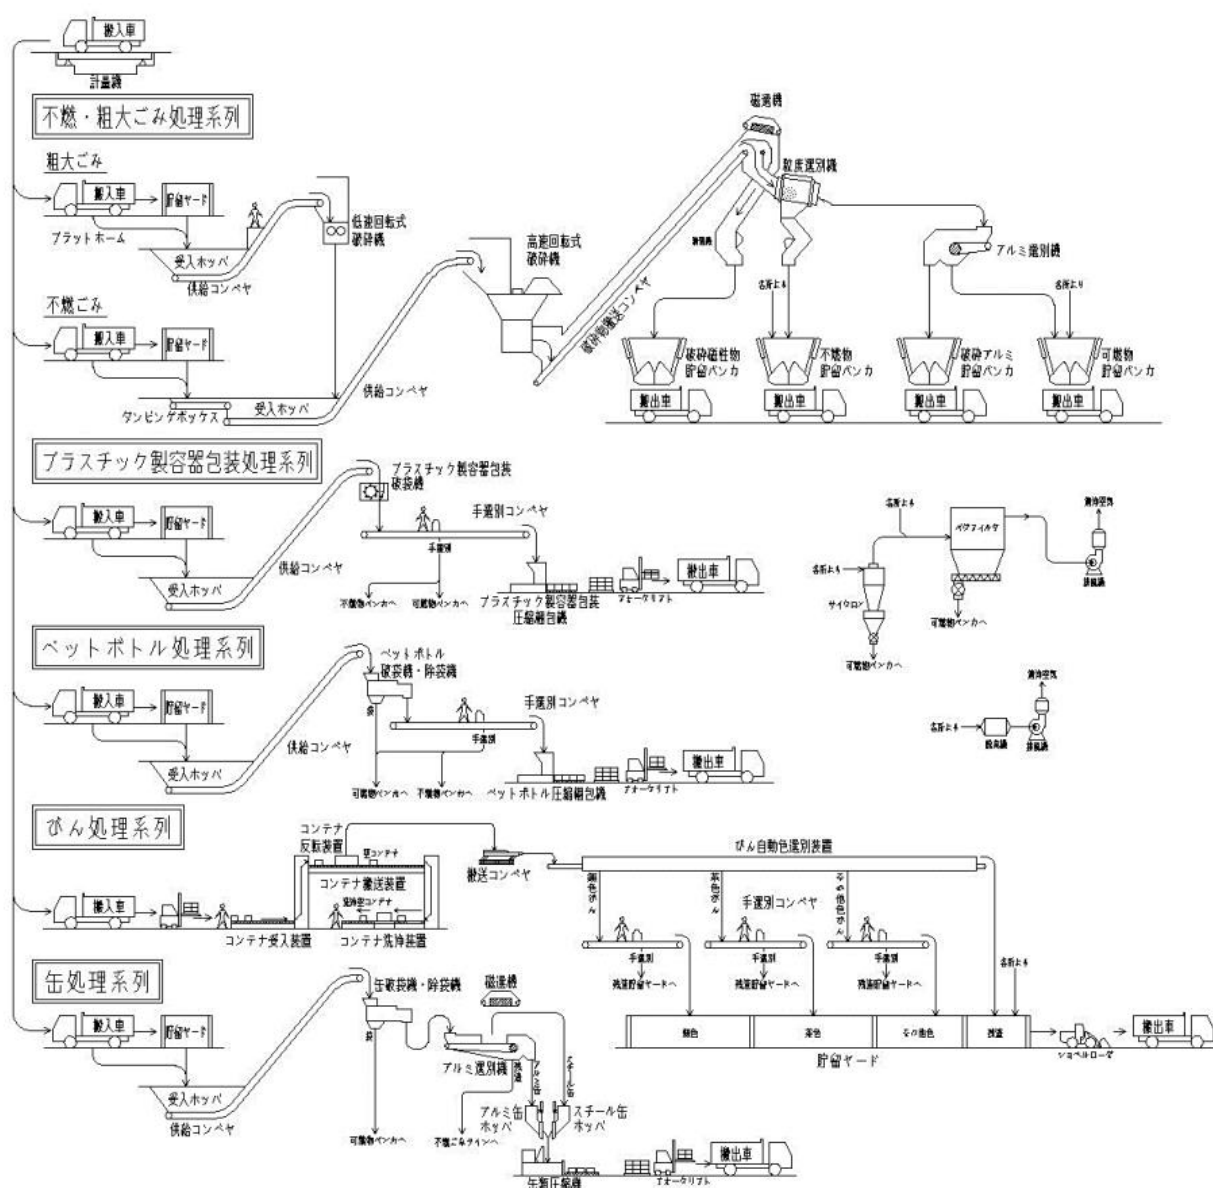 搬入車
計量機
不燃・粗大ごみ処理系列
粗大ごみ
搬入車
貯留ヤード
プラットホーム
受入ホッパ
供給コンベヤ
低速回転式
破砕機
不燃ごみ
搬入車
貯留ヤード
受入ホッパ
ダンピングボックス
供給コンベヤ
高速回転式
破砕機
破砕物搬送コンベヤ
磁選機
粒度選別機
アルミ選別機
各所より
各所より
破砕磁性物
貯留バンカ
不燃物
貯留バンカ
破砕アルミ
貯留バンカ
可燃物
貯留バンカ
搬出車
搬出車
搬出車
搬出車
プラスチック製容器包装処理系列
搬入車
貯留ヤード
受入ホッパ
供給コンベヤ
プラスチック製容器包装
破袋機
手選別コンベヤ
手選別
不燃物バンカへ
可燃物バンカへ
プラスチック製容器包装
圧縮梱包機
フォークリフト
搬出車
各所より
サイクロン
可燃物バンカへ
各所より
バグフィルタ
可燃物バンカへ
清浄空気
排風機
ペットボトル処理系列
搬入車
貯留ヤード
受入ホッパ
供給コンベヤ
ペットボトル
破袋機・除袋機
袋
手選別コンベヤ
手選別
可燃物バンカへ
不燃物バンカへ
ペットボトル圧縮梱包機
フォークリフト
搬出車
各所より
脱臭機
清浄空気
排風機
びん処理系列
搬入車
コンテナ受入装置
コンテナ
反転装置
空コンテナ
コンテナ搬送装置
洗浄空コンテナ
コンテナ洗浄装置
搬送コンベヤ
びん自動色選別装置
茶色びん
その他色びん
手選別コンベヤ
手選別
手選別
手選別
残渣貯留ヤードへ
残渣貯留ヤードへ
残渣貯留ヤードへ
各所より
茶色
その他色
残渣
貯留ヤード
ショベルローダ
搬出車
缶処理系列
搬入車
貯留ヤード
受入ホッパ
供給コンベヤ
缶破袋機・除袋機
袋
磁選機
アルミ選別機
残渣
アルミ缶
スチール缶
可燃物バンカへ
不燃ごみラインへ
アルミ缶
ホッパ
スチール缶
ホッパ
缶類圧縮機
フォークリフト
搬出車